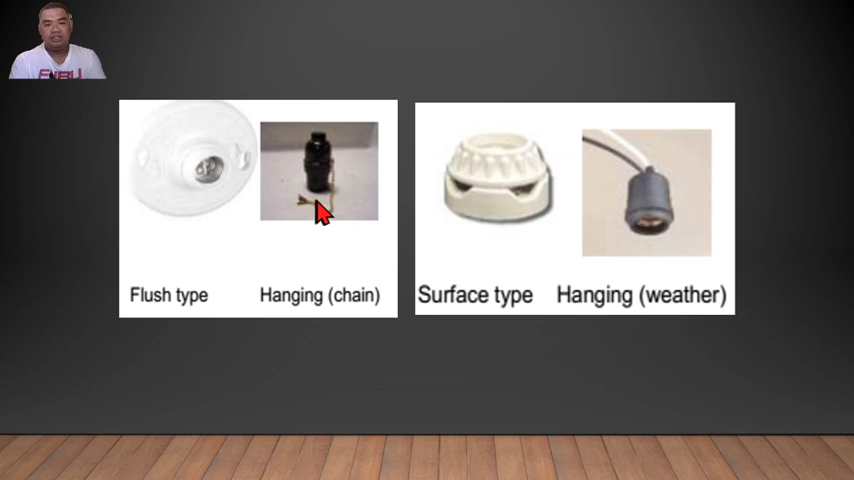 Flush type
Hanging (chain)
Surface type
Hanging (weather)